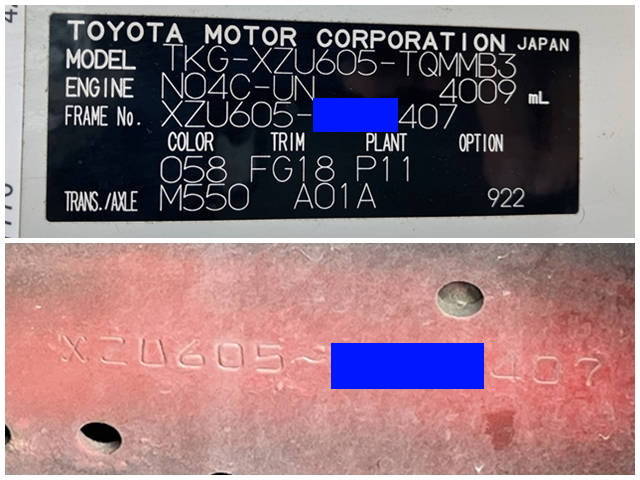 TOYOTA MOTOR CORPORATION JAPAN
MODEL TKG-XZU605-TQMMB3
ENGINE N04C-UN 4009 mL
FRAME No. XZU605- 407
COLOR TRIM PLANT OPTION
058 FG18 P11
TRANS./AXLE M550 A01A 922
XZU605- 407